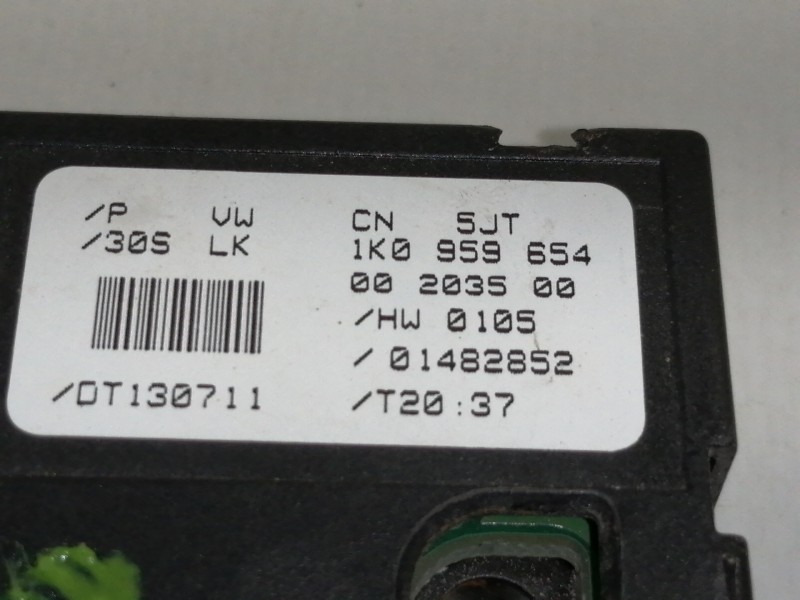 /P VW CN 5JT
/30S LK 1K0 959 654
00 2035 00
/HW 0105
/ 01482852
/DT130711 /T20:37